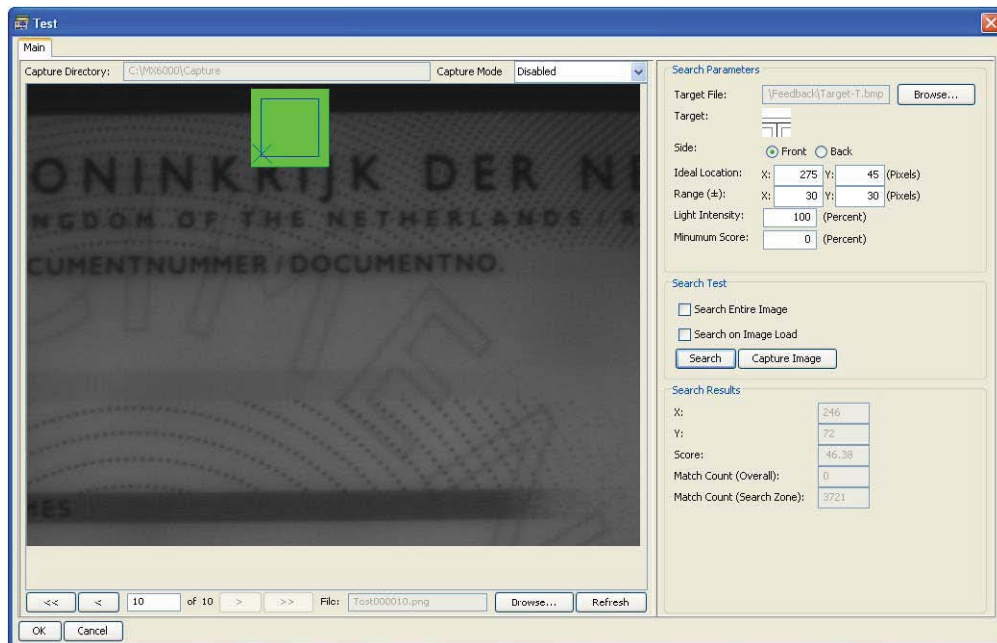 Test
Main
Capture Directory: C:\MX6000\Capture Capture Mode Disabled
ONINKRIJK DER NE
NGDOM OF THE NETHERLANDS R
CUMENTNUMMER / DOCUMENTNO.
MES
<< < 10 of 10 > >> File: Test000010.png Browse... Refresh
Search Parameters
Target File: \Feedback\Target-T.bmp Browse...
Target:
Side: Front Back
Ideal Location: X: 275 Y: 45 (Pixels)
Range (±): X: 30 Y: 30 (Pixels)
Light Intensity: 100 (Percent)
Minumum Score: 0 (Percent)
Search Test
Search Entire Image
Search on Image Load
Search Capture Image
Search Results
X: 246
Y: 72
Score: 46.38
Match Count (Overall): 0
Match Count (Search Zone): 3721
OK Cancel